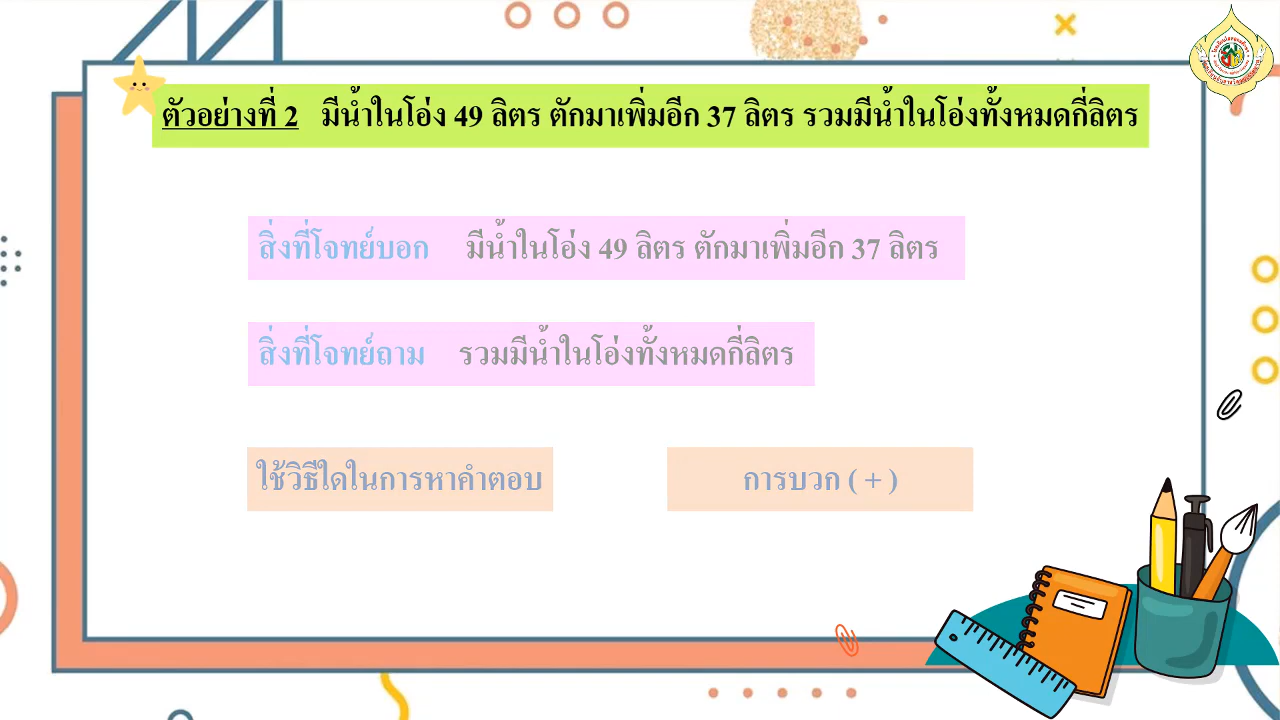 ตัวอย่างที่ 2 มีน้ำในโอ่ง 49 ลิตร ตักมาเพิ่มอีก 37 ลิตร รวมมีน้ำในโอ่งทั้งหมดกี่ลิตร
สิ่งที่โจทย์บอก มีน้ำในโอ่ง 49 ลิตร ตักมาเพิ่มอีก 37 ลิตร
สิ่งที่โจทย์ถาม รวมมีน้ำในโอ่งทั้งหมดกี่ลิตร
ใช้วิธีใดในการหาคำตอบ การบวก ( + )